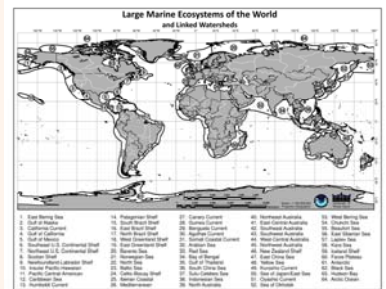 Large Marine Ecosystems of the World
and Linked Watersheds
1. East Bering Sea
2. Gulf of Alaska
3. California Current
4. Gulf of California
5. Gulf of Mexico
6. Southeast U.S. Continental Shelf
7. Northeast U.S. Continental Shelf
8. Scotian Shelf
9. Newfoundland-Labrador Shelf
10. Insular Pacific Hawaiian
11. Pacific Central American
12. Caribbean Sea
13. Humboldt Current
14. Patagonian Shelf
15. South Brazil Shelf
16. East Brazil Shelf
17. North Brazil Shelf
18. West Greenland Shelf
19. East Greenland Shelf
20. Barents Sea
21. Norwegian Sea
22. North Sea
23. Baltic Sea
24. Celtic-Biscay Shelf
25. Iberian Coastal
26. Mediterranean
27. Canary Current
28. Guinea Current
29. Benguela Current
30. Agulhas Current
31. Somali Coastal Current
32. Arabian Sea
33. Red Sea
34. Bay of Bengal
35. Gulf of Thailand
36. South China Sea
37. Sulu-Celebes Sea
38. Indonesian Sea
39. North Australia
40. Northeast Australia
41. East-Central Australia
42. Southeast Australia
43. Southwest Australia
44. West-Central Australia
45. Northwest Australia
46. New Zealand Shelf
47. East China Sea
48. Yellow Sea
49. Kuroshio Current
50. Sea of Japan/East Sea
51. Oyashio Current
52. Sea of Okhotsk
53. West Bering Sea
54. Chukchi Sea
55. Beaufort Sea
56. East Siberian Sea
57. Laptev Sea
58. Kara Sea
59. Iceland Shelf
60. Faroe Plateau
61. Antarctic
62. Black Sea
63. Hudson Bay
64. Arctic Ocean